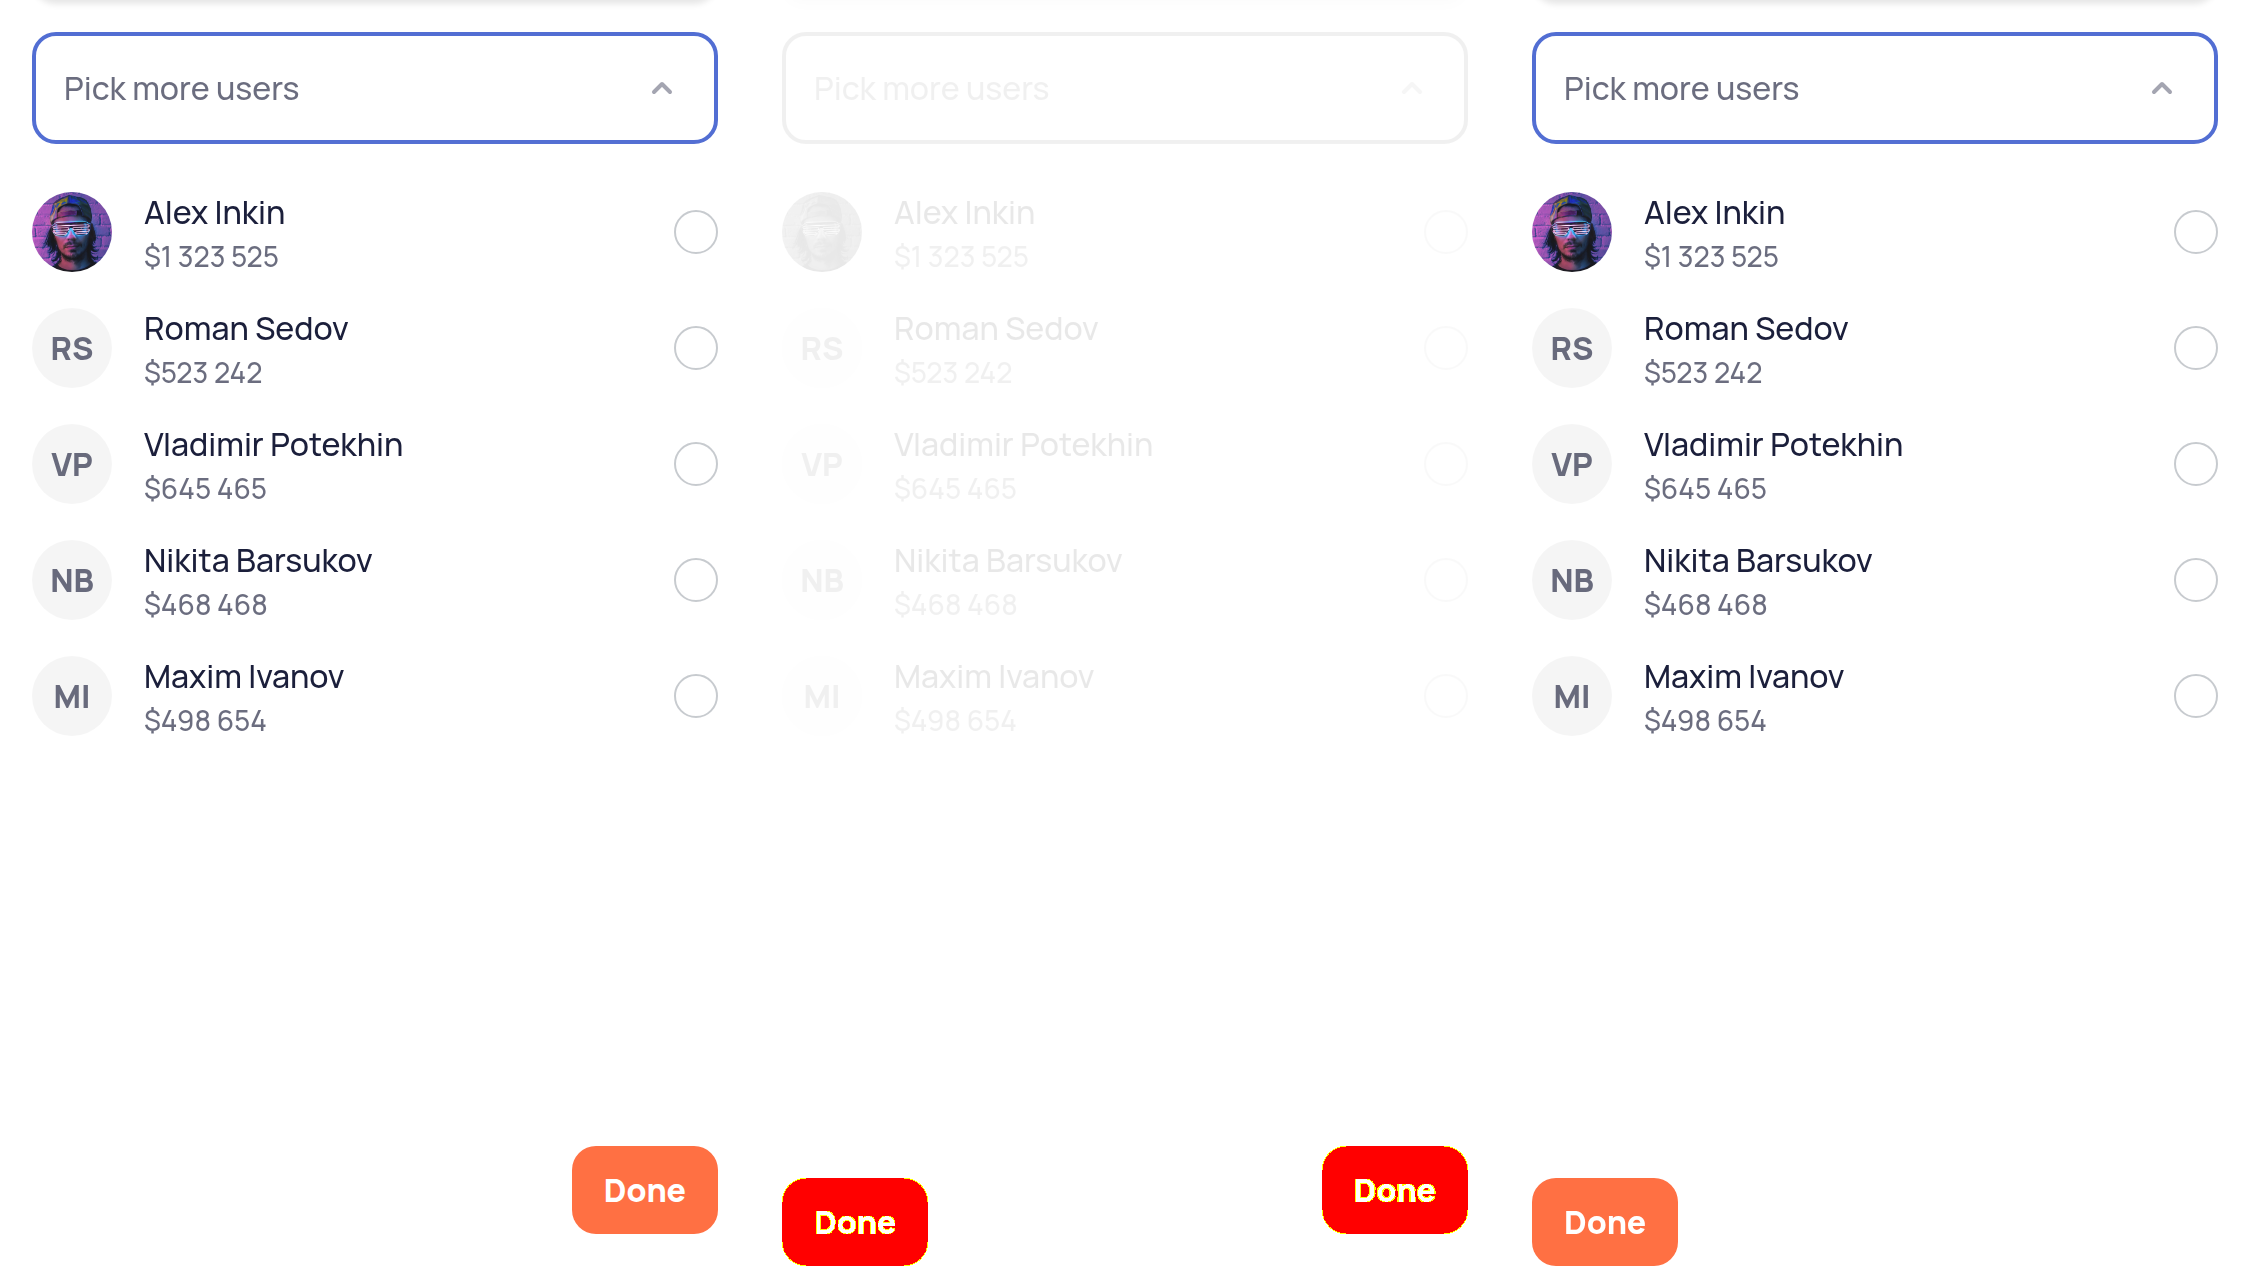 Pick more users
Alex Inkin
$1 323 525
RS
Roman Sedov
$523 242
VP
Vladimir Potekhin
$645 465
NB
Nikita Barsukov
$468 468
MI
Maxim Ivanov
$498 654
Done
Pick more users
Alex Inkin
$1 323 525
RS
Roman Sedov
$523 242
VP
Vladimir Potekhin
$645 465
NB
Nikita Barsukov
$468 468
MI
Maxim Ivanov
$498 654
Done
Done
Pick more users
Alex Inkin
$1 323 525
RS
Roman Sedov
$523 242
VP
Vladimir Potekhin
$645 465
NB
Nikita Barsukov
$468 468
MI
Maxim Ivanov
$498 654
Done